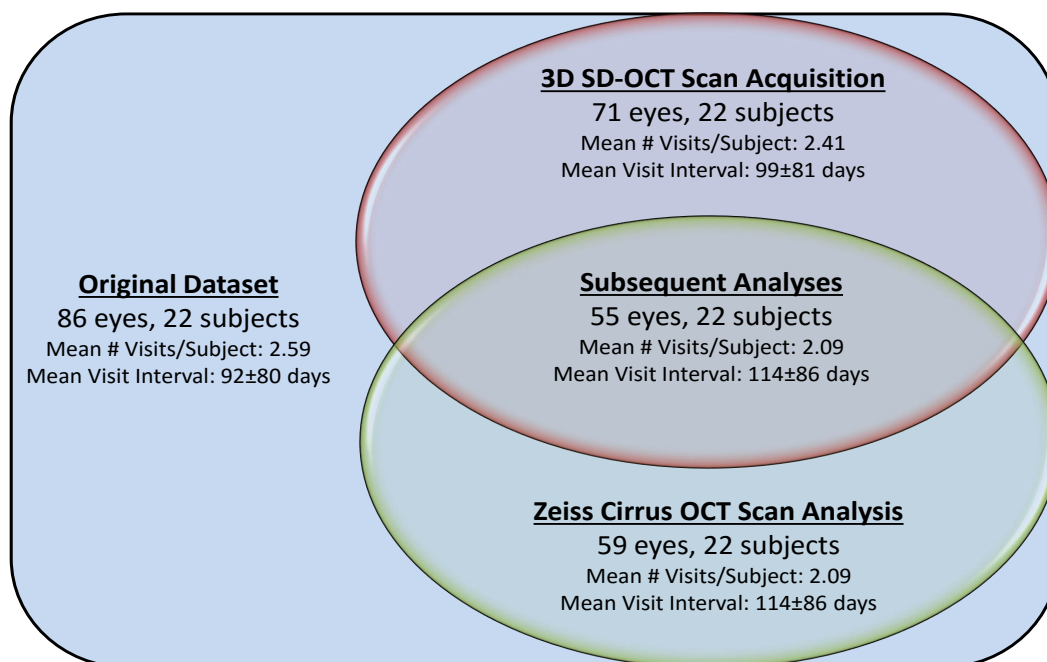 3D SD-OCT Scan Acquisition
71 eyes, 22 subjects
Mean # Visits/Subject: 2.41
Mean Visit Interval: 99±81 days
Original Dataset
86 eyes, 22 subjects
Mean # Visits/Subject: 2.59
Mean Visit Interval: 92±80 days
Subsequent Analyses
55 eyes, 22 subjects
Mean # Visits/Subject: 2.09
Mean Visit Interval: 114±86 days
Zeiss Cirrus OCT Scan Analysis
59 eyes, 22 subjects
Mean # Visits/Subject: 2.09
Mean Visit Interval: 114±86 days